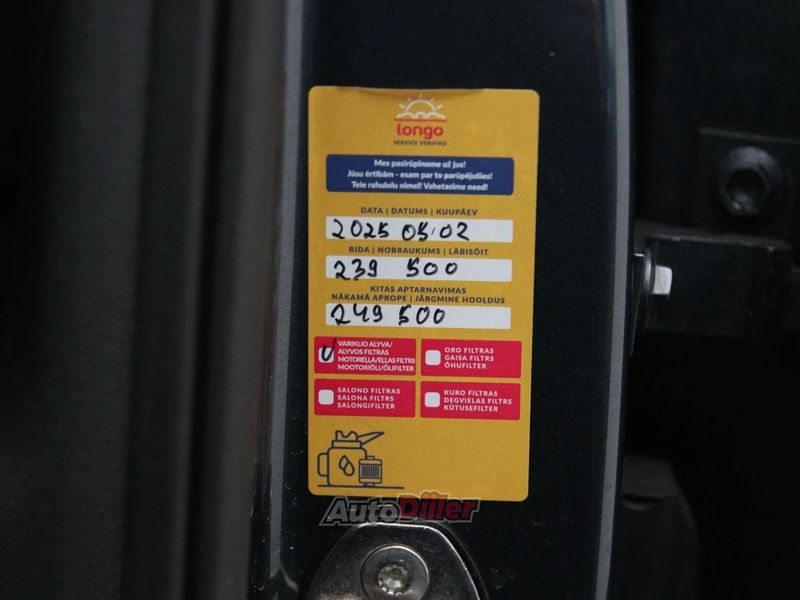 longo
SERVICE VERIFIED
Mes pasirūpinome už jus!
Jūsu ērtībām - esam par to parūpējušies!
Teie rahulolu nimel! Vahetasime need!
DATA | DATUMS | KUUPÄEV
2025 05.02
RIDA | NOBRAUKUMS | LÄBISÕIT
239 500
KITAS APTARNAVIMAS
NĀKAMĀ APKOPE | JÄRGMINE HOOLDUS
249 500
VARIKLIO ALYVA/
ALYVOS FILTRAS
MOTOREĻĻA/EĻĻAS FILTRS
MOOTORIÕLI/ÕLIFILTER
ORO FILTRAS
GAISA FILTRS
ÕHUFILTER
SALONO FILTRAS
SALONA FILTRS
SALONGIFILTER
KURO FILTRAS
DEGVIELAS FILTRS
KÜTUSEFILTER
AutoDiler